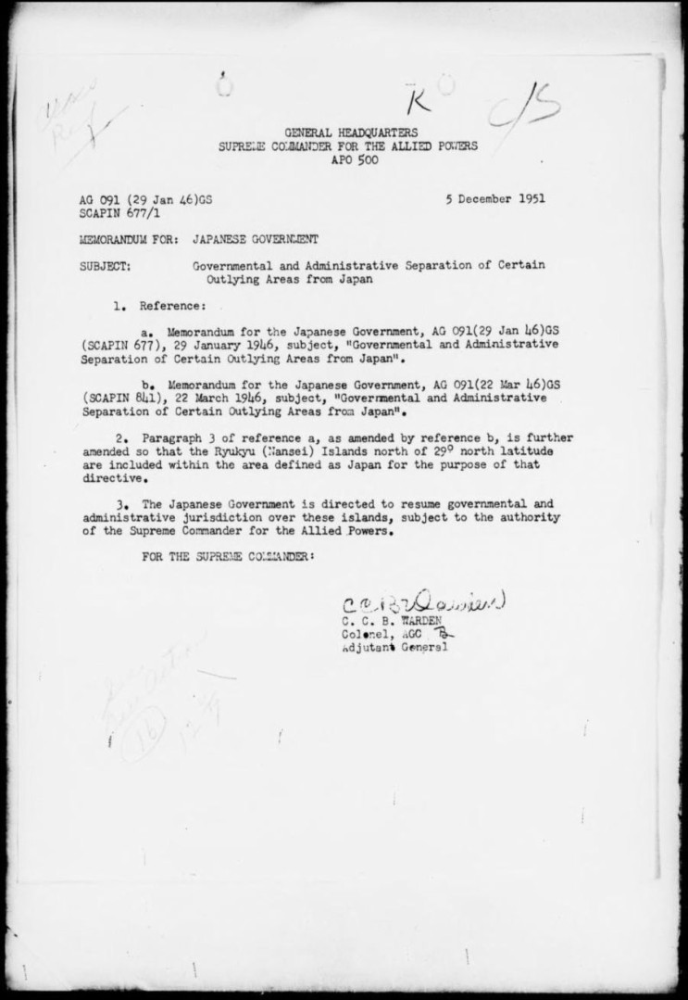 K
C/S
GENERAL HEADQUARTERS
SUPREME COMMANDER FOR THE ALLIED POWERS
APO 500
AG 091 (29 Jan 46)GS 5 December 1951
SCAPIN 677/1
MEMORANDUM FOR: JAPANESE GOVERNMENT
SUBJECT: Governmental and Administrative Separation of Certain
Outlying Areas from Japan
1. Reference:
a. Memorandum for the Japanese Government, AG 091(29 Jan 46)GS
(SCAPIN 677), 29 January 1946, subject, "Governmental and Administrative
Separation of Certain Outlying Areas from Japan".
b. Memorandum for the Japanese Government, AG 091(22 Mar 46)GS
(SCAPIN 841), 22 March 1946, subject, "Governmental and Administrative
Separation of Certain Outlying Areas from Japan".
2. Paragraph 3 of reference a, as amended by reference b, is further
amended so that the Ryukyu (Nansei) Islands north of 29° north latitude
are included within the area defined as Japan for the purpose of that
directive.
3. The Japanese Government is directed to resume governmental and
administrative jurisdiction over these islands, subject to the authority
of the Supreme Commander for the Allied Powers.
FOR THE SUPREME COMMANDER:
C. C. B. WARDEN
Colonel, AGC
Adjutant General
16